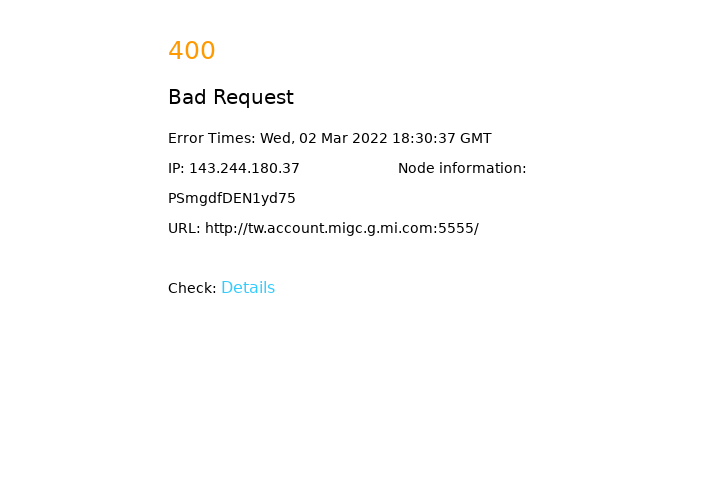 400
Bad Request
Error Times: Wed, 02 Mar 2022 18:30:37 GMT
IP: 143.244.180.37 Node information:
PSmgdfDEN1yd75
URL: http://tw.account.migc.g.mi.com:5555/
Check: Details